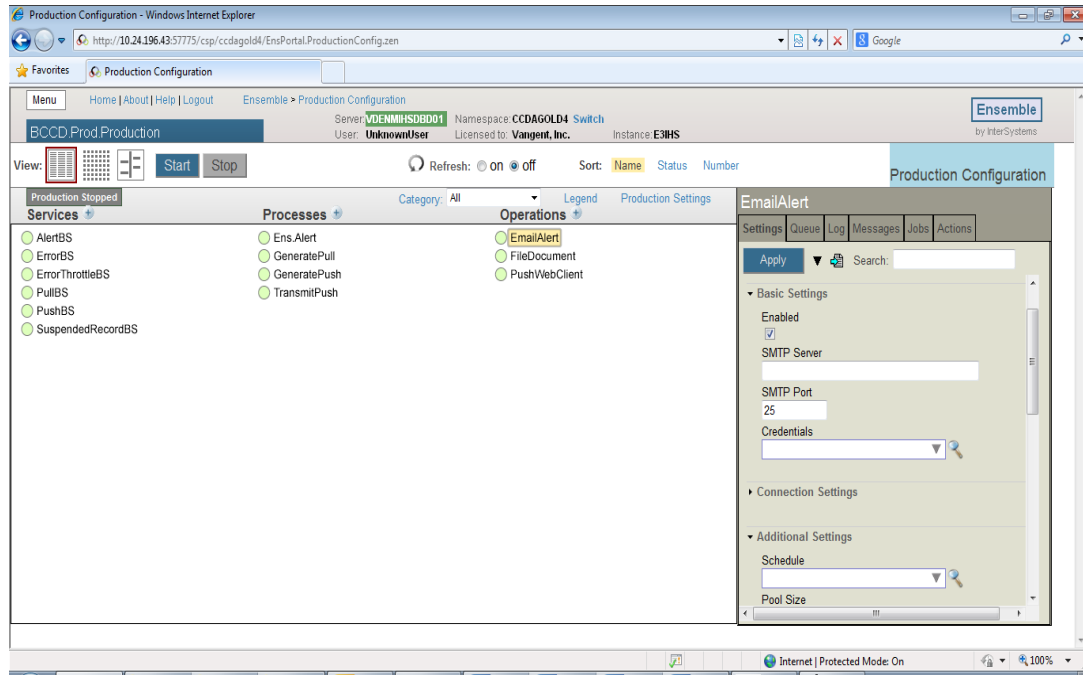 Production Configuration - Windows Internet Explorer
http://10.24.196.43:57775/csp/ccdagold4/EnsPortal.ProductionConfig.zen
Google
Favorites
Production Configuration
Menu
Home | About | Help | Logout
Ensemble > Production Configuration
Server: VDENMIHSDBD01 Namespace: CCDAGOLD4 Switch
User: UnknownUser Licensed to: Vangent, Inc. Instance: E3IHS
BCCD.Prod.Production
Ensemble
by InterSystems
View:
Start
Stop
Refresh: on off
Sort: Name Status Number
Production Configuration
Production Stopped
Category: All
Legend
Production Settings
Services
Processes
Operations
AlertBS
ErrorBS
ErrorThrottleBS
PullBS
PushBS
SuspendedRecordBS
Ens.Alert
GeneratePull
GeneratePush
TransmitPush
EmailAlert
FileDocument
PushWebClient
EmailAlert
Settings Queue Log Messages Jobs Actions
Apply
Search:
Basic Settings
Enabled
SMTP Server
SMTP Port
25
Credentials
Connection Settings
Additional Settings
Schedule
Pool Size
Internet | Protected Mode: On
100%